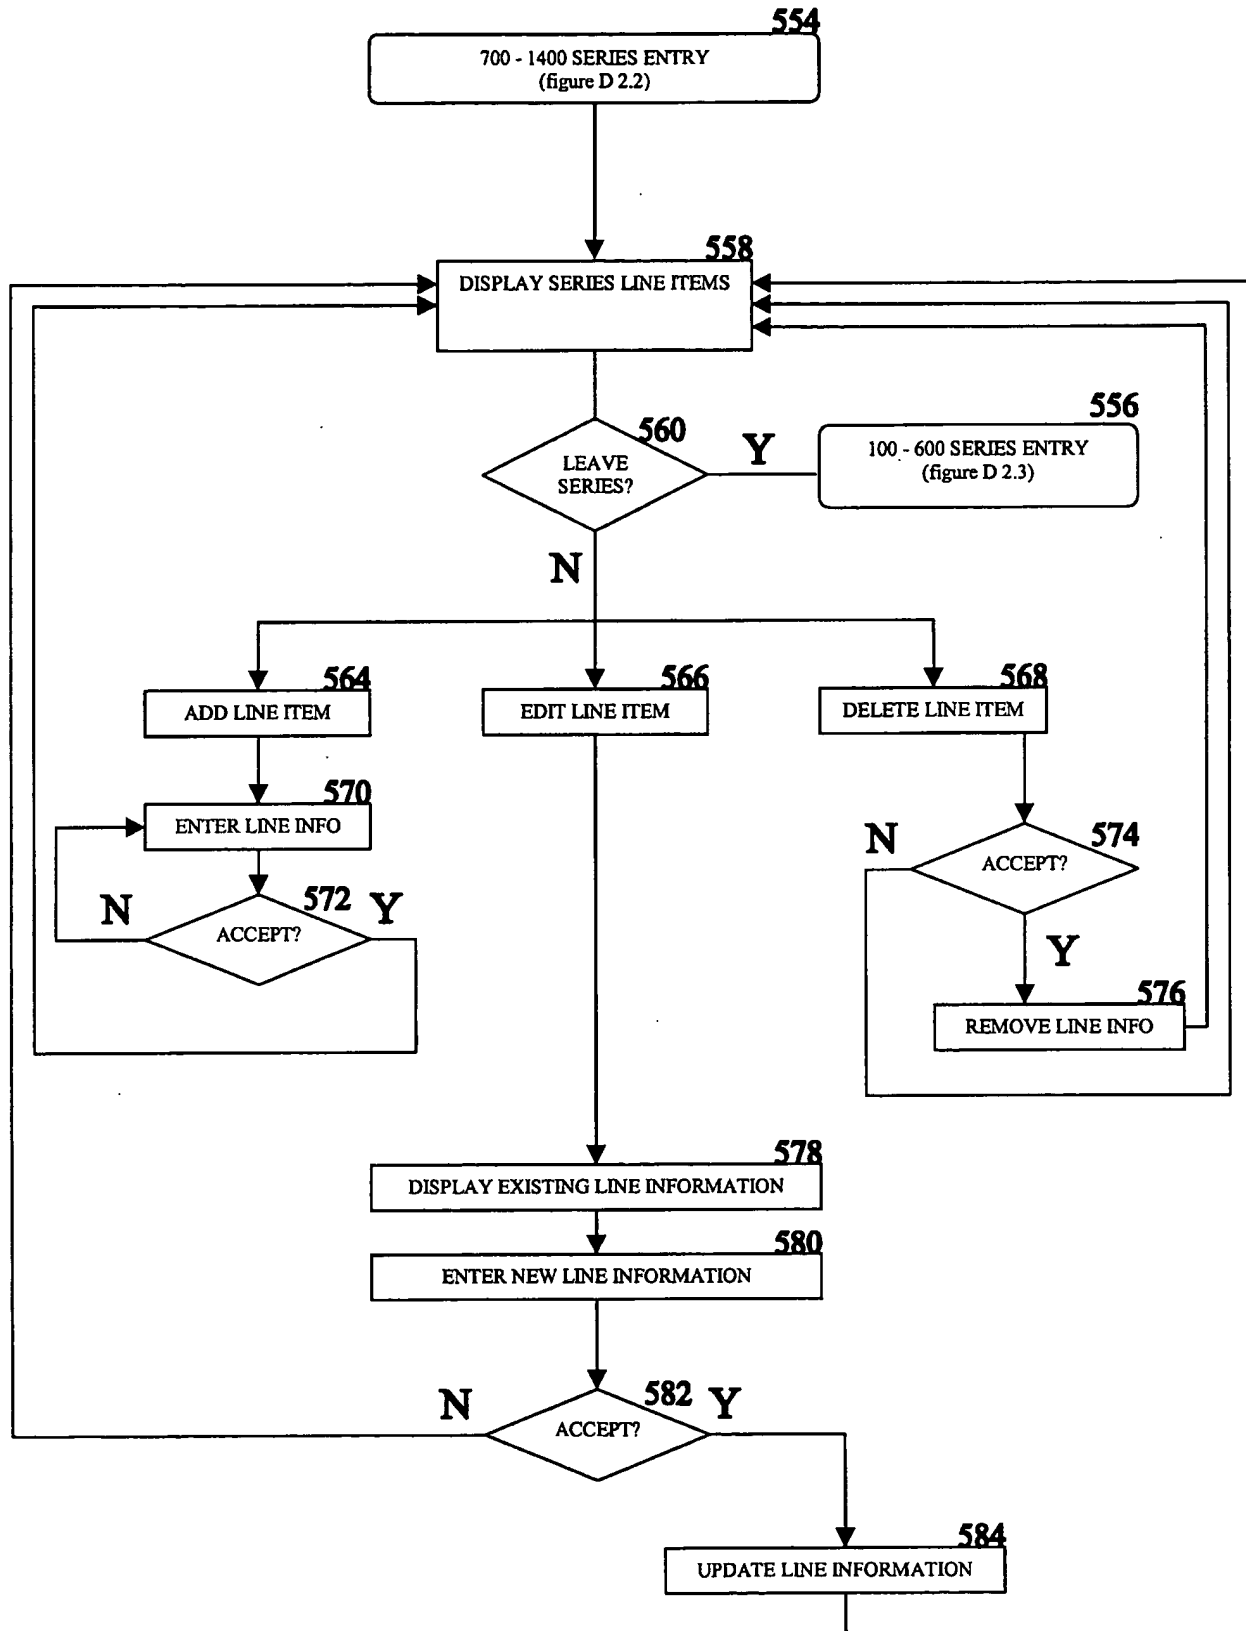 554
700 - 1400 SERIES ENTRY
(figure D 2.2)
558
DISPLAY SERIES LINE ITEMS
556
560
Y
100 - 600 SERIES ENTRY
(figure D 2.3)
LEAVE
SERIES?
N
564
566
568
ADD LINE ITEM
EDIT LINE ITEM
DELETE LINE ITEM
570
ENTER LINE INFO
N
574
ACCEPT?
N
572
Y
ACCEPT?
Y
576
REMOVE LINE INFO
578
DISPLAY EXISTING LINE INFORMATION
580
ENTER NEW LINE INFORMATION
N
582
Y
ACCEPT?
584
UPDATE LINE INFORMATION